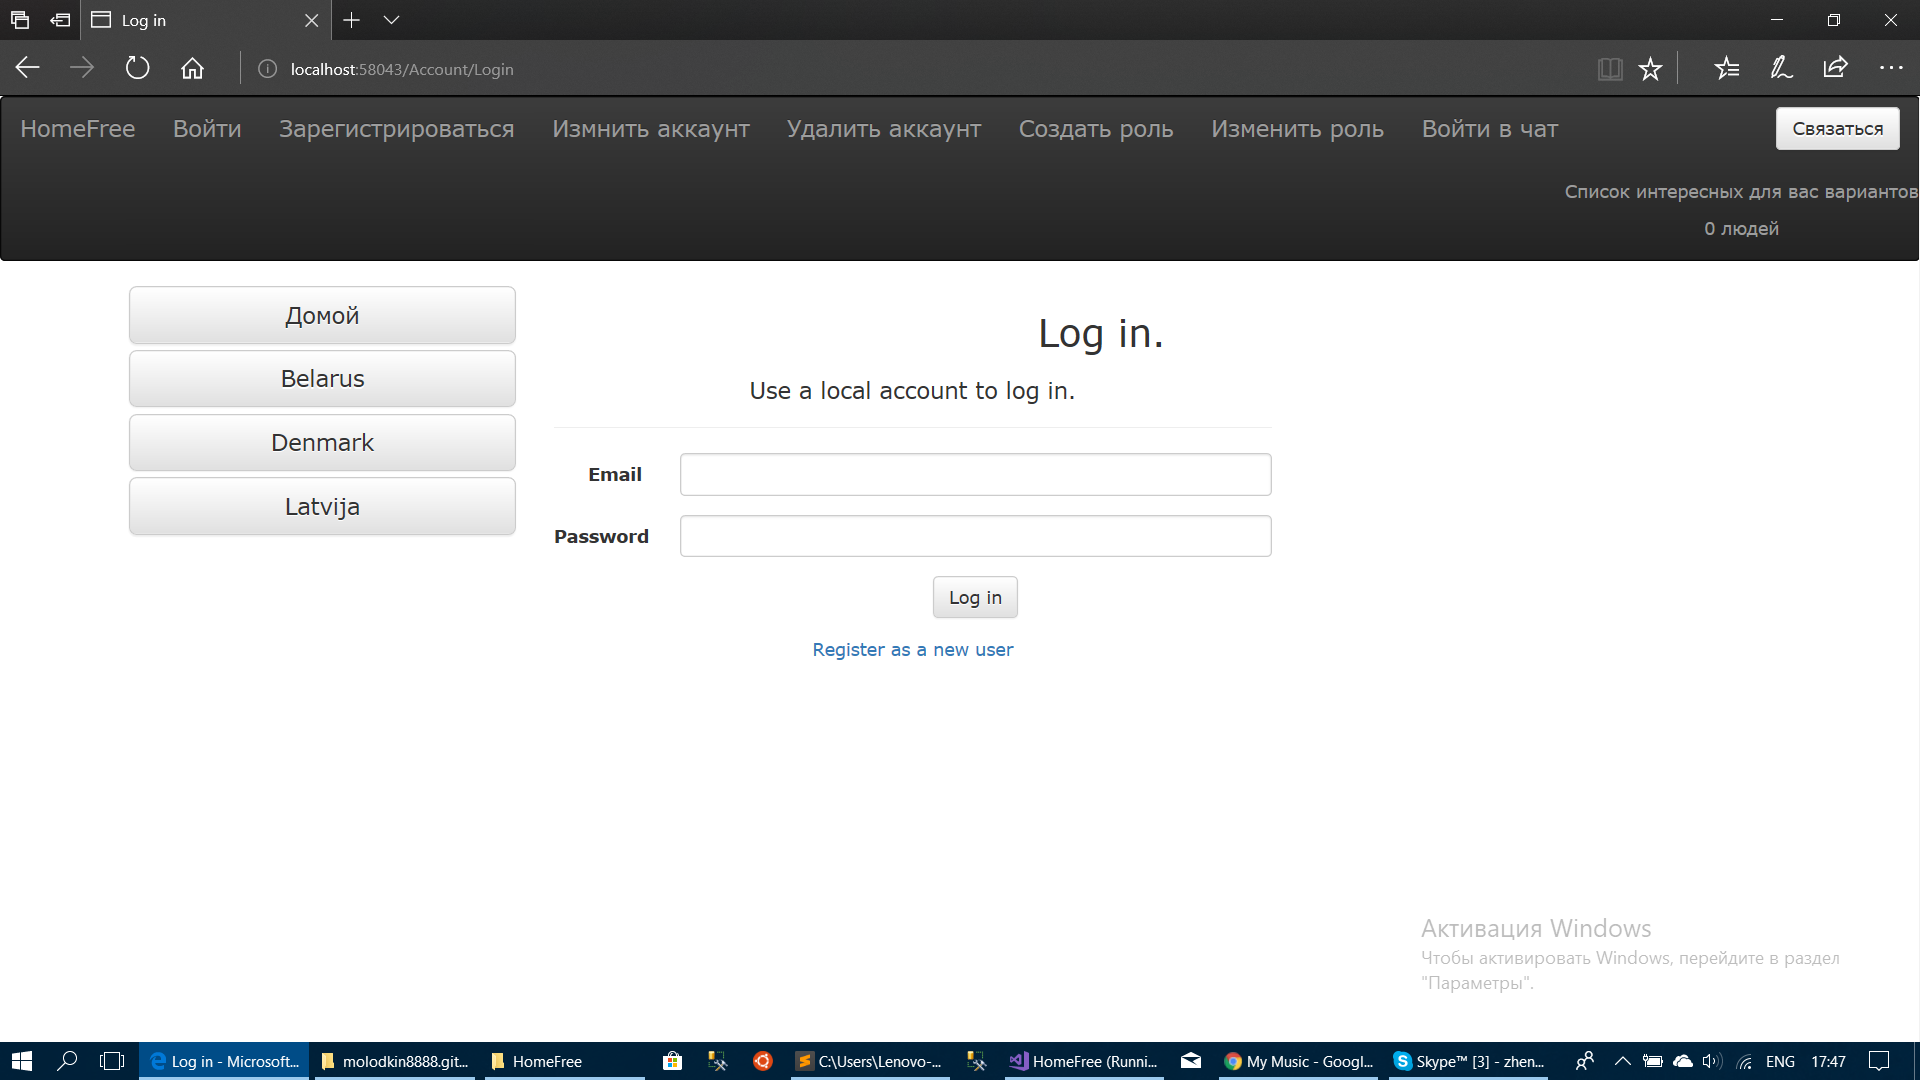 Log in
localhost:58043/Account/Login
HomeFree Войти Зарегистрироваться Измнить аккаунт Удалить аккаунт Создать роль Изменить роль Войти в чат Связаться
Список интересных для вас вариантов
0 людей
Домой
Belarus
Denmark
Latvija
Log in.
Use a local account to log in.
Email
Password
Log in
Register as a new user
Активация Windows
Чтобы активировать Windows, перейдите в раздел
"Параметры".
Log in - Microsoft... molodkin8888.git... HomeFree C:\Users\Lenovo-... HomeFree (Runni... My Music - Googl... Skype™ [3] - zhen... ENG 17:47